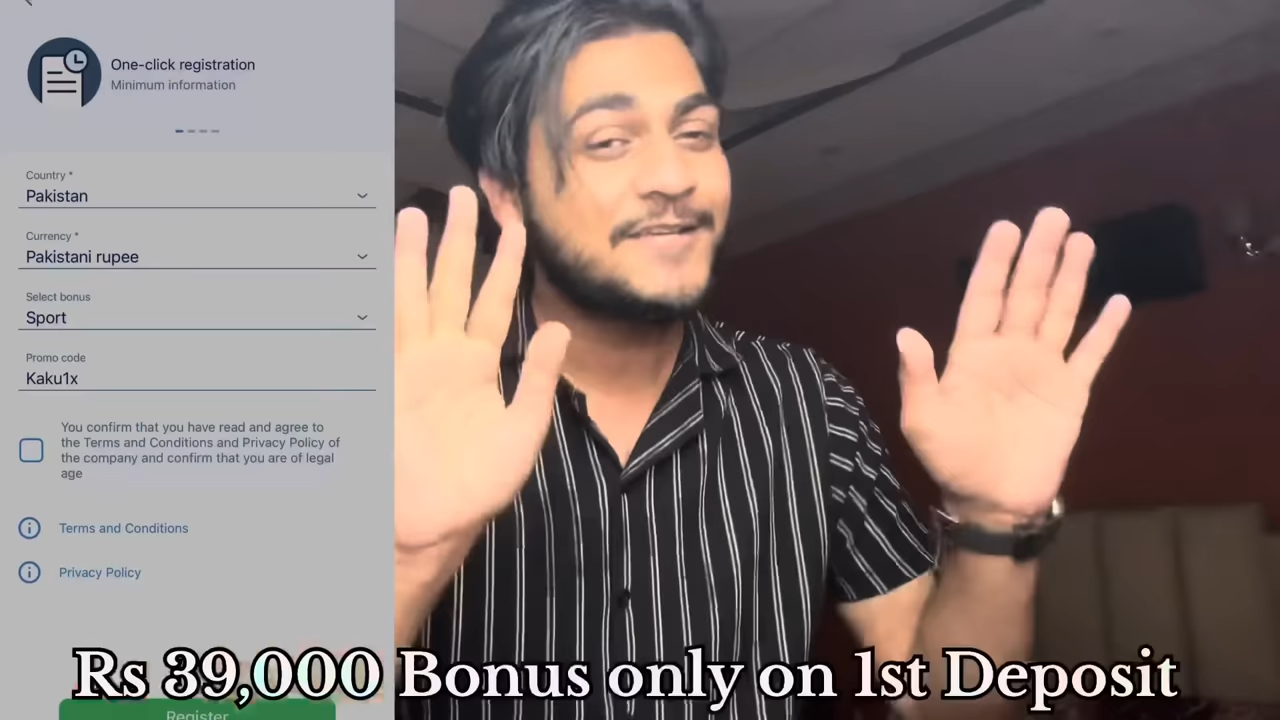 One-click registration
Minimum information
Country *
Pakistan
Currency *
Pakistani rupee
Select bonus
Sport
Promo code
Kaku1x
You confirm that you have read and agree to
the Terms and Conditions and Privacy Policy of
the company and confirm that you are of legal
age
Terms and Conditions
Privacy Policy
Rs 39,000 Bonus only on 1st Deposit
Register